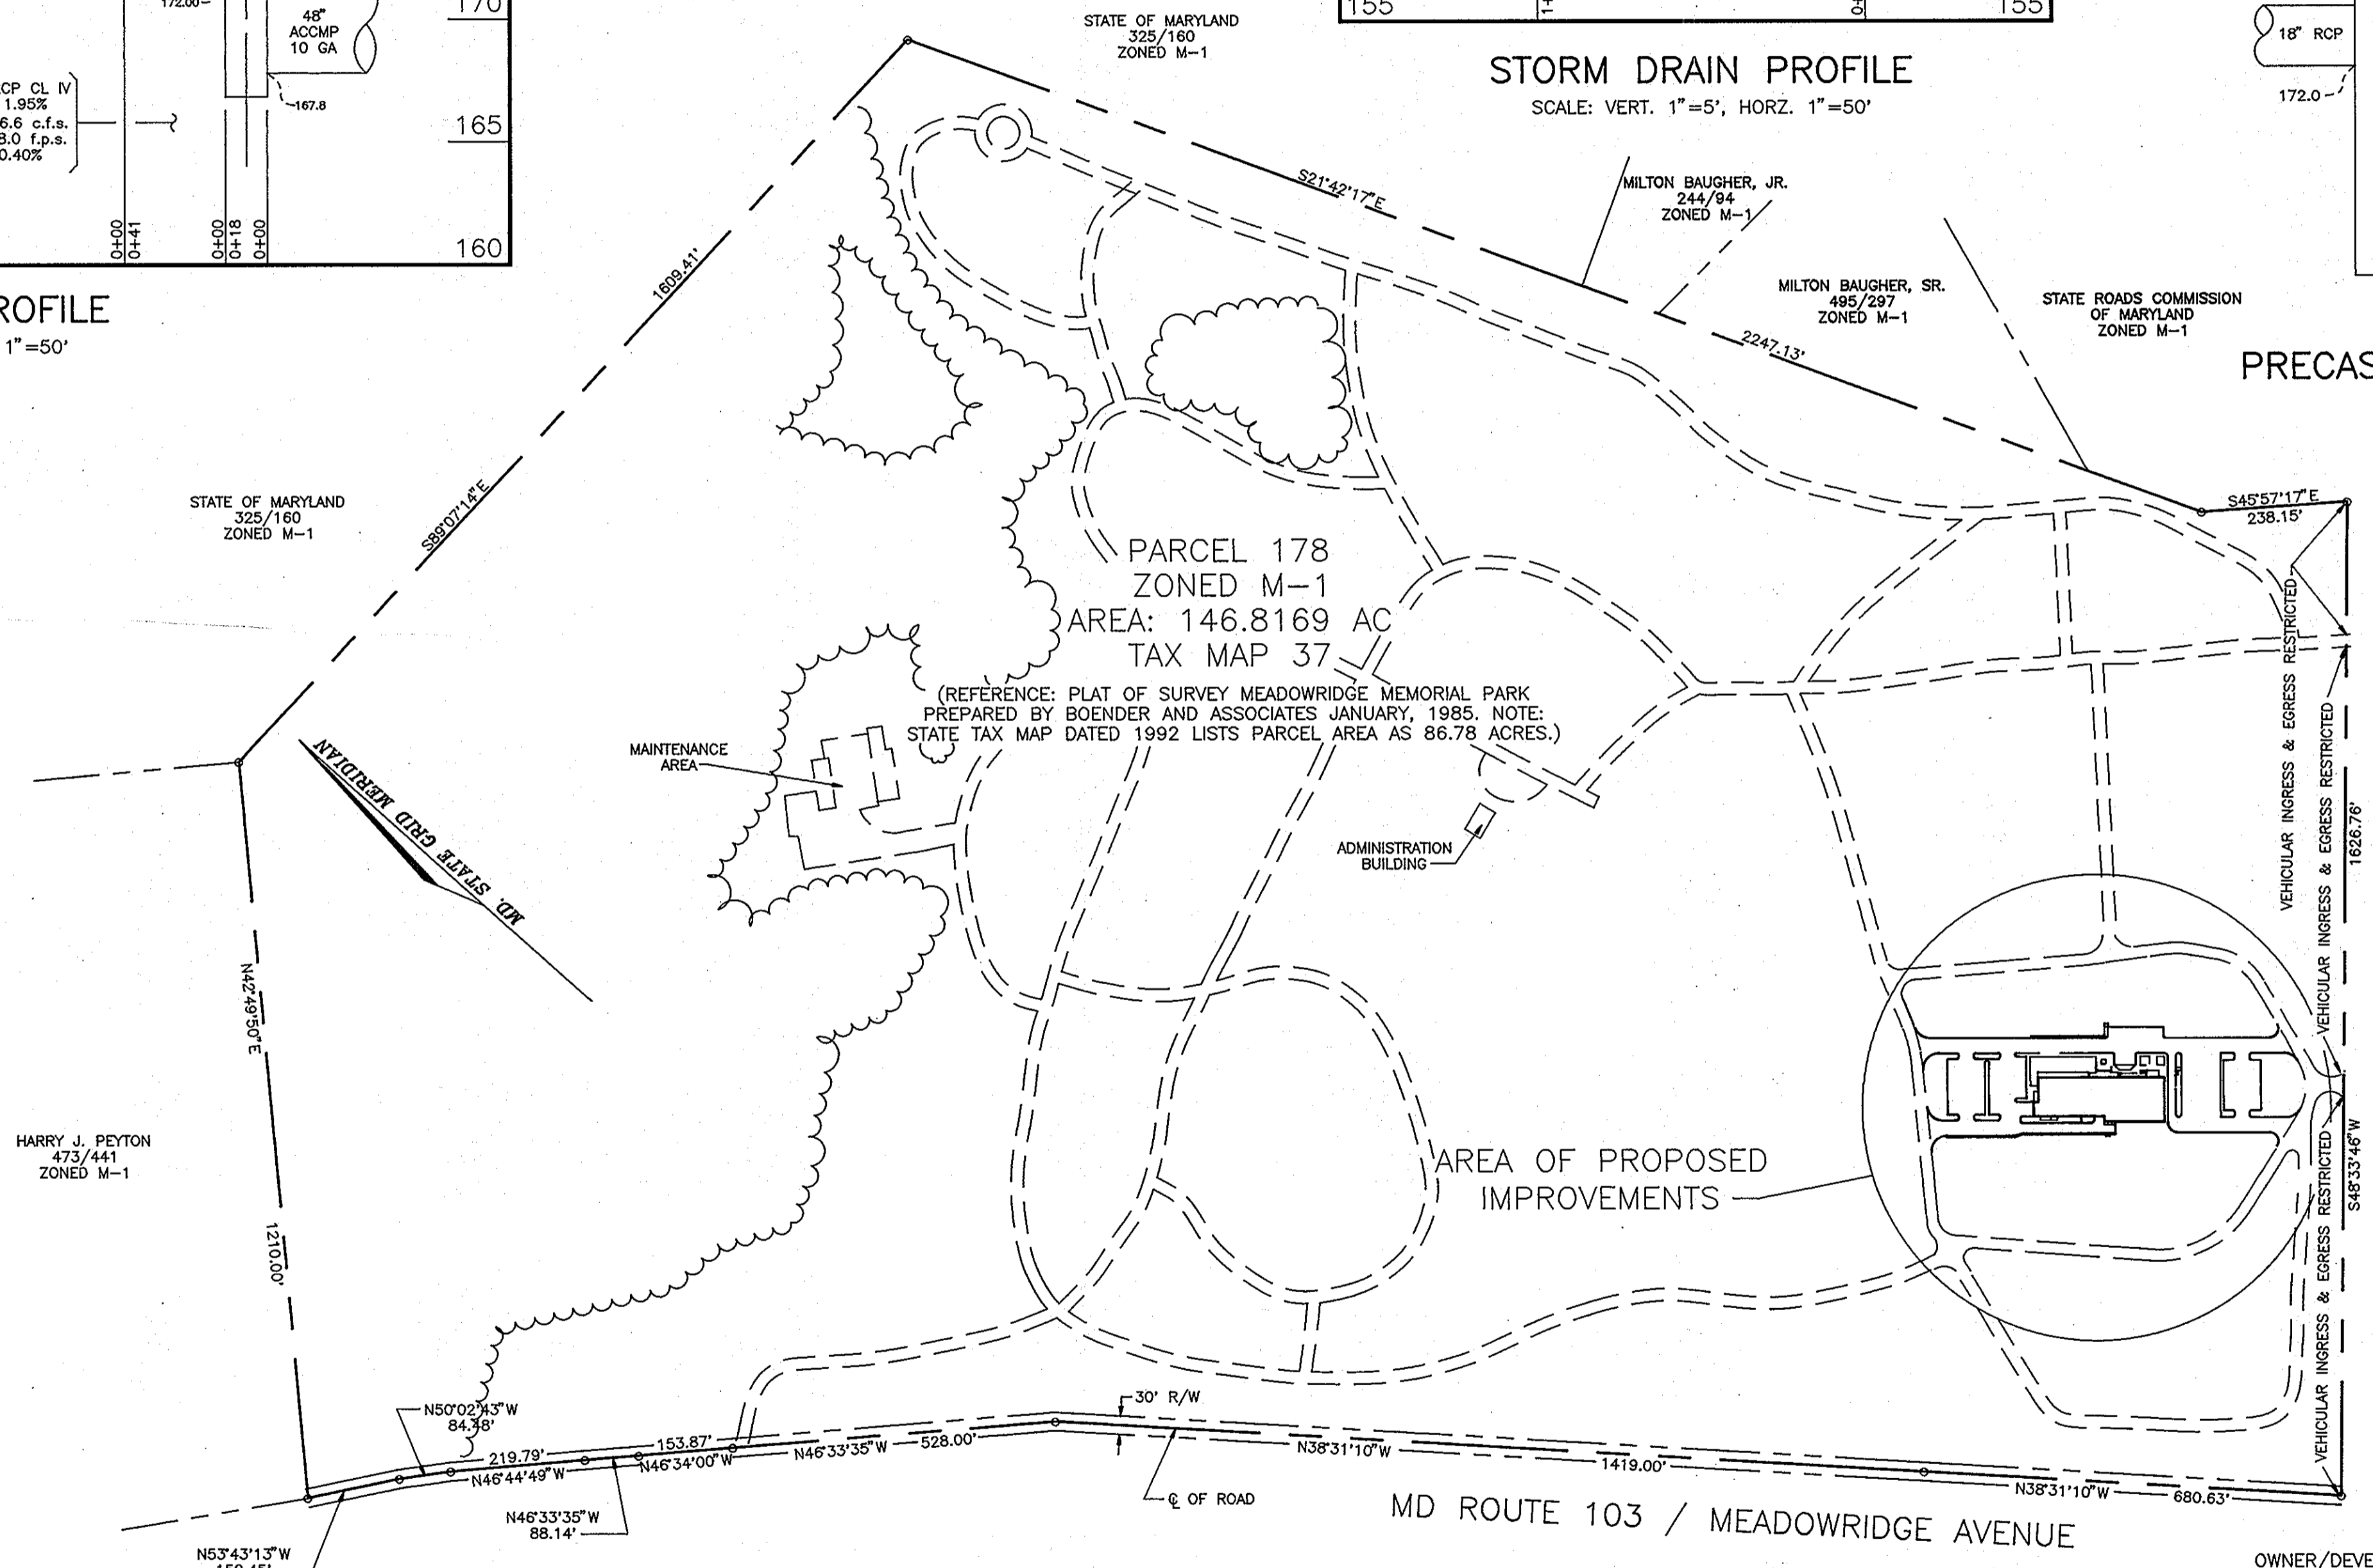 172.00
170
48"
ACCMP
10 GA
167.8
CP CL IV
1.95%
6.6 c.f.s.
8.0 f.p.s.
0.40%
165
0+00
0+41
0+00
0+18
0+00
160
ROFILE
1"=50'
STATE OF MARYLAND
325/160
ZONED M-1
155
155
STORM DRAIN PROFILE
SCALE: VERT. 1"=5', HORZ. 1"=50'
18" RCP
172.0
S21°42'17"E
MILTON BAUGHER, JR.
244/94
ZONED M-1
1609.41'
MILTON BAUGHER, SR.
495/297
ZONED M-1
STATE ROADS COMMISSION
OF MARYLAND
ZONED M-1
2247.13'
PRECAS
STATE OF MARYLAND
325/160
ZONED M-1
S89°07'14"E
S45°57'17"E
238.15'
PARCEL 178
ZONED M-1
AREA: 146.8169 AC
TAX MAP 37
(REFERENCE: PLAT OF SURVEY MEADOWRIDGE MEMORIAL PARK
PREPARED BY BOENDER AND ASSOCIATES JANUARY, 1985. NOTE:
STATE TAX MAP DATED 1992 LISTS PARCEL AREA AS 86.78 ACRES.)
MAINTENANCE
AREA
MD. STATE GRID MERIDIAN
ADMINISTRATION
BUILDING
VEHICULAR INGRESS & EGRESS RESTRICTED
VEHICULAR INGRESS & EGRESS RESTRICTED
1626.76'
N42°49'50"E
1210.00'
HARRY J. PEYTON
473/441
ZONED M-1
AREA OF PROPOSED
IMPROVEMENTS
S48°33'46"W
VEHICULAR INGRESS & EGRESS RESTRICTED
N50°02'43"W
84.48'
30' R/W
219.79'
N46°44'49"W
153.87'
N46°34'00"W
N46°33'35"W
528.00'
N38°31'10"W
1419.00'
N38°31'10"W
680.63'
N46°33'35"W
88.14'
℄ OF ROAD
MD ROUTE 103 / MEADOWRIDGE AVENUE
N53°43'13"W
OWNER/DEVE